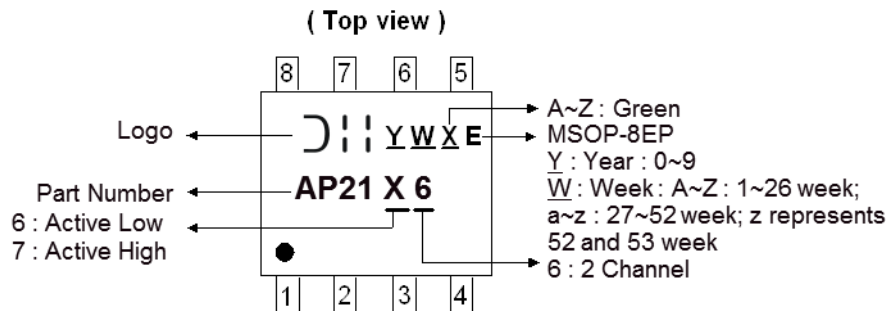 ( Top view )
8 7 6 5
Logo
Y W X E
A~Z : Green
MSOP-8EP
Y : Year : 0~9
W : Week : A~Z : 1~26 week;
a~z : 27~52 week; z represents
52 and 53 week
Part Number
AP21 X 6
6 : Active Low
7 : Active High
6 : 2 Channel
1 2 3 4